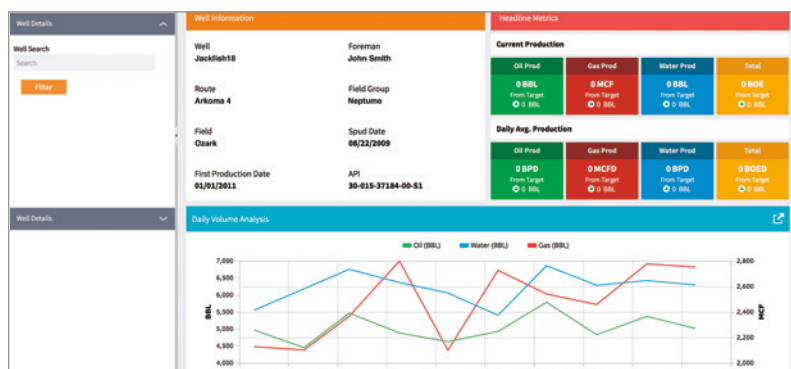 Well Details
Well Search
Search
Filter
Well Details
Well Information
Well
Jackfish18
Foreman
John Smith
Route
Arkoma 4
Field Group
Neptume
Field
Ozark
Spud Date
08/22/2009
First Production Date
01/01/2011
API
30-015-37184-00-S1
Headline Metrics
Current Production
Oil Prod
0 BBL
From Target
0 BBL
Gas Prod
0 MCF
From Target
0 BBL
Water Prod
0 BBL
From Target
0 BBL
Total
0 BOE
From Target
0 BBL
Daily Avg. Production
Oil Prod
0 BPD
From Target
0 BBL
Gas Prod
0 MCFD
From Target
0 BBL
Water Prod
0 BPD
From Target
0 BBL
Total
0 BOED
From Target
0 BBL
Daily Volume Analysis
Oil (BBL) Water (BBL) Gas (BBL)
BBL
7,000
6,500
6,000
5,500
5,000
4,500
4,000
2,800
2,600
2,400
2,200
2,000
MCF